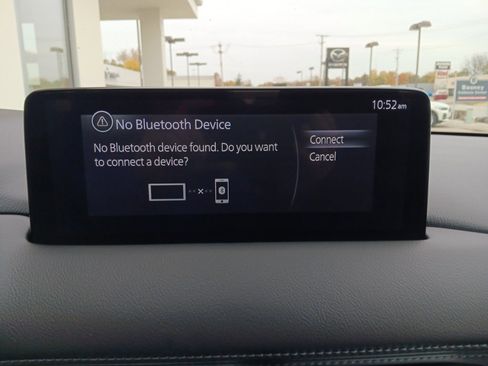 10:52am
No Bluetooth Device
No Bluetooth device found. Do you want
to connect a device?
Connect
Cancel